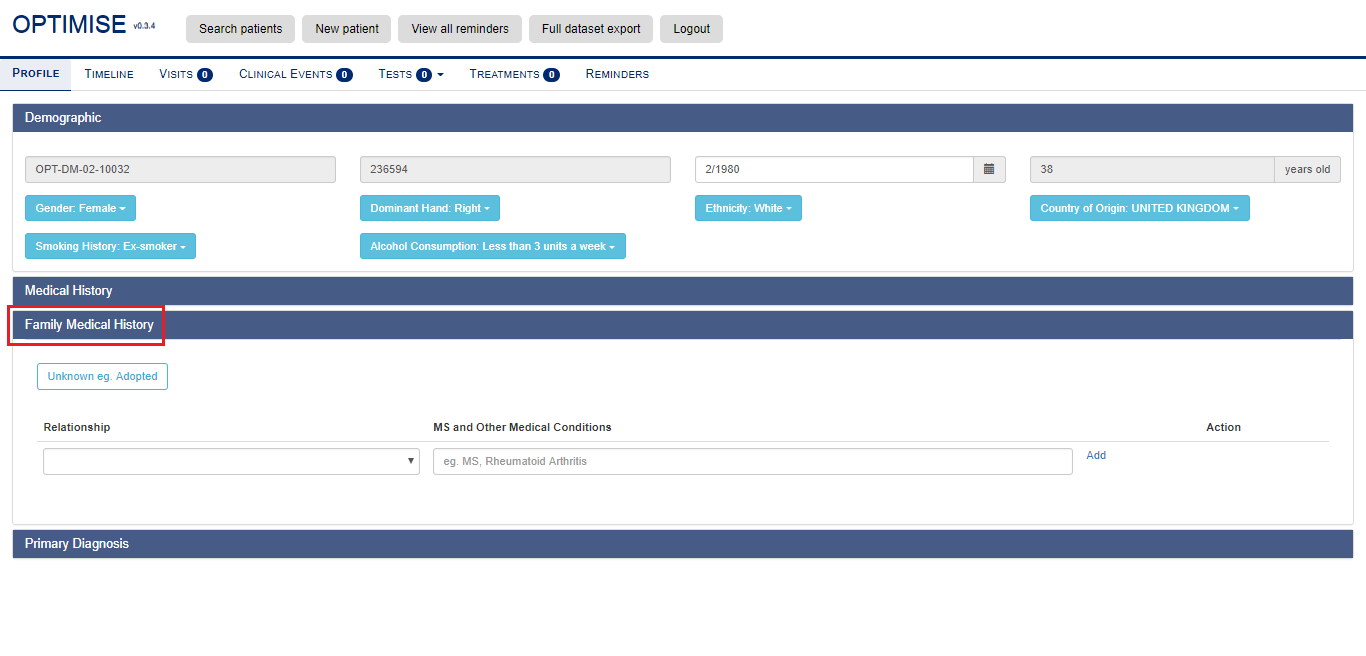 OPTIMISE v0.3.4 Search patients New patient View all reminders Full dataset export Logout
PROFILE TIMELINE VISITS 0 CLINICAL EVENTS 0 TESTS 0 TREATMENTS 0 REMINDERS
Demographic
OPT-DM-02-10032 236594 2/1980 38 years old
Gender: Female Dominant Hand: Right Ethnicity: White Country of Origin: UNITED KINGDOM
Smoking History: Ex-smoker Alcohol Consumption: Less than 3 units a week
Medical History
Family Medical History
Unknown eg. Adopted
Relationship MS and Other Medical Conditions Action
eg. MS, Rheumatoid Arthritis Add
Primary Diagnosis